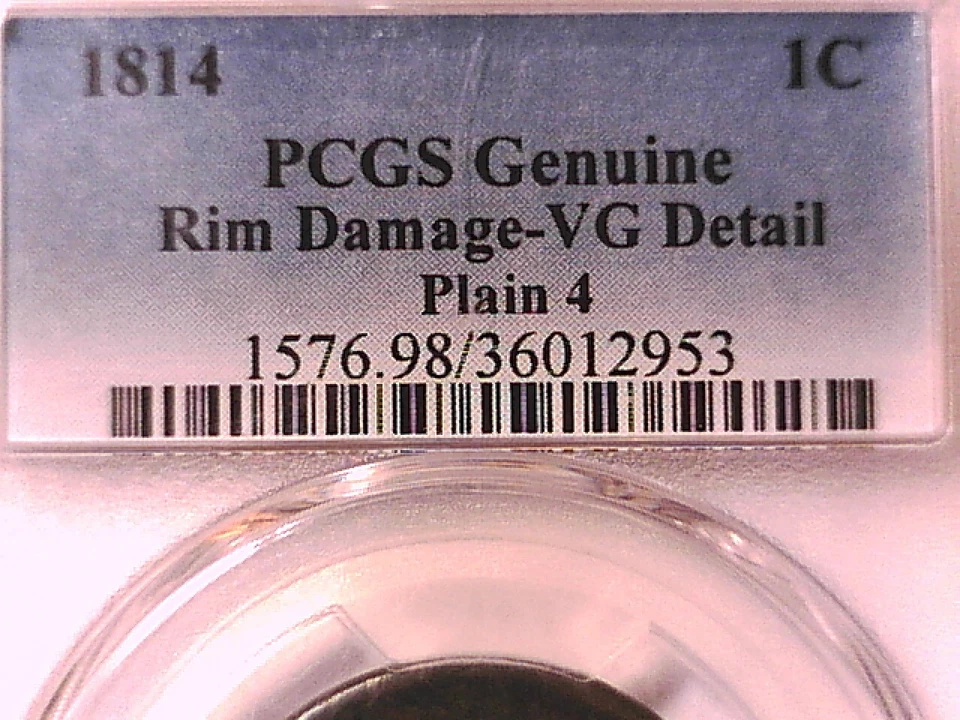 1814 1C
PCGS Genuine
Rim Damage-VG Detail
Plain 4
1576.98/36012953